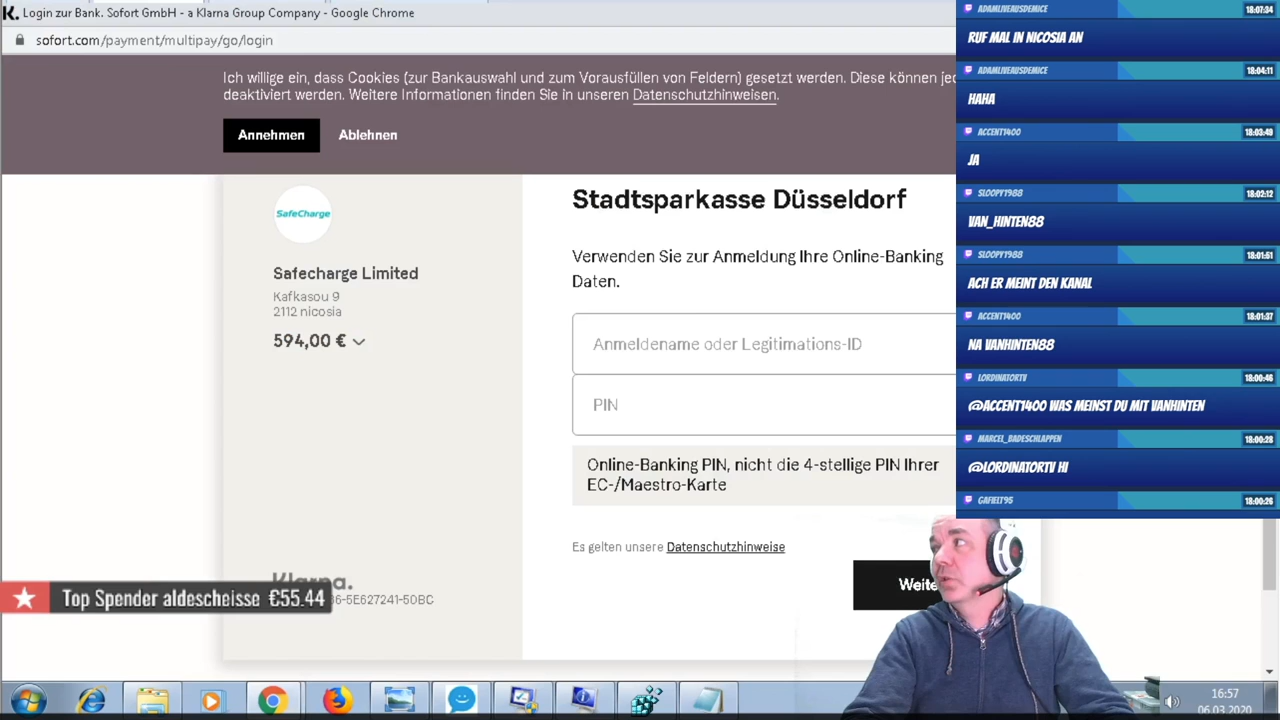 K. Login zur Bank. Sofort GmbH - a Klarna Group Company - Google Chrome
sofort.com/payment/multipay/go/login
Ich willige ein, dass Cookies (zur Bankauswahl und zum Vorausfüllen von Feldern) gesetzt werden. Diese können
deaktiviert werden. Weitere Informationen finden Sie in unseren Datenschutzhinweisen.
Annehmen Ablehnen
SafeCharge
Safecharge Limited
Kafkasou 9
2112 nicosia
594,00 €
Stadtsparkasse Düsseldorf
Verwenden Sie zur Anmeldung Ihre Online-Banking
Daten.
Anmeldename oder Legitimations-ID
PIN
Online-Banking PIN, nicht die 4-stellige PIN Ihrer
EC-/Maestro-Karte
Es gelten unsere Datenschutzhinweise
Klarna.
6-5E627241-50BC
Top Spender aldescheisse €55.44
ADAMLIVEAUSDEMICE 18:07:34
RUF MAL IN NICOSIA AN
ADAMLIVEAUSDEMICE 18:04:11
HAHA
ACCENT1400 18:03:49
JA
SLOOPY1988 18:02:12
VAN_HINTEN88
SLOOPY1988 18:01:51
ACH ER MEINT DEN KANAL
ACCENT1400 18:01:37
NA VANHINTEN88
LORDINATORTV 18:00:46
@ACCENT1400 WAS MEINST DU MIT VANHINTEN
MARCEL_BADESCHLAPPEN 18:00:28
@LORDINATORTV HI
GAFIELT95 18:00:26
16:57
06.03.2020